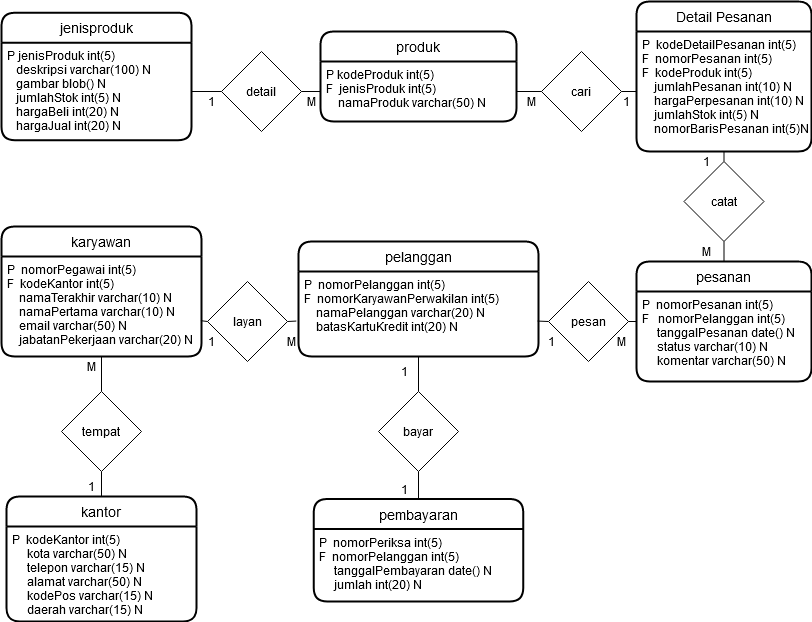 jenisproduk
P jenisProduk int(5)
deskripsi varchar(100) N
gambar blob() N
jumlahStok int(5) N
hargaBeli int(20) N
hargaJual int(20) N
1
detail
M
produk
P kodeProduk int(5)
F jenisProduk int(5)
namaProduk varchar(50) N
M
cari
1
Detail Pesanan
P kodeDetailPesanan int(5)
F nomorPesanan int(5)
F kodeProduk int(5)
jumlahPesanan int(10) N
hargaPerpesanan int(10) N
jumlahStok int(5) N
nomorBarisPesanan int(5)N
1
catat
M
karyawan
P nomorPegawai int(5)
F kodeKantor int(5)
namaTerakhir varchar(10) N
namaPertama varchar(10) N
email varchar(50) N
jabatanPekerjaan varchar(20) N
1
layan
M
pelanggan
P nomorPelanggan int(5)
F nomorKaryawanPerwakilan int(5)
namaPelanggan varchar(20) N
batasKartuKredit int(20) N
1
pesan
M
pesanan
P nomorPesanan int(5)
F nomorPelanggan int(5)
tanggalPesanan date() N
status varchar(10) N
komentar varchar(50) N
M
tempat
1
1
bayar
1
kantor
P kodeKantor int(5)
kota varchar(50) N
telepon varchar(15) N
alamat varchar(50) N
kodePos varchar(15) N
daerah varchar(15) N
pembayaran
P nomorPeriksa int(5)
F nomorPelanggan int(5)
tanggalPembayaran date() N
jumlah int(20) N